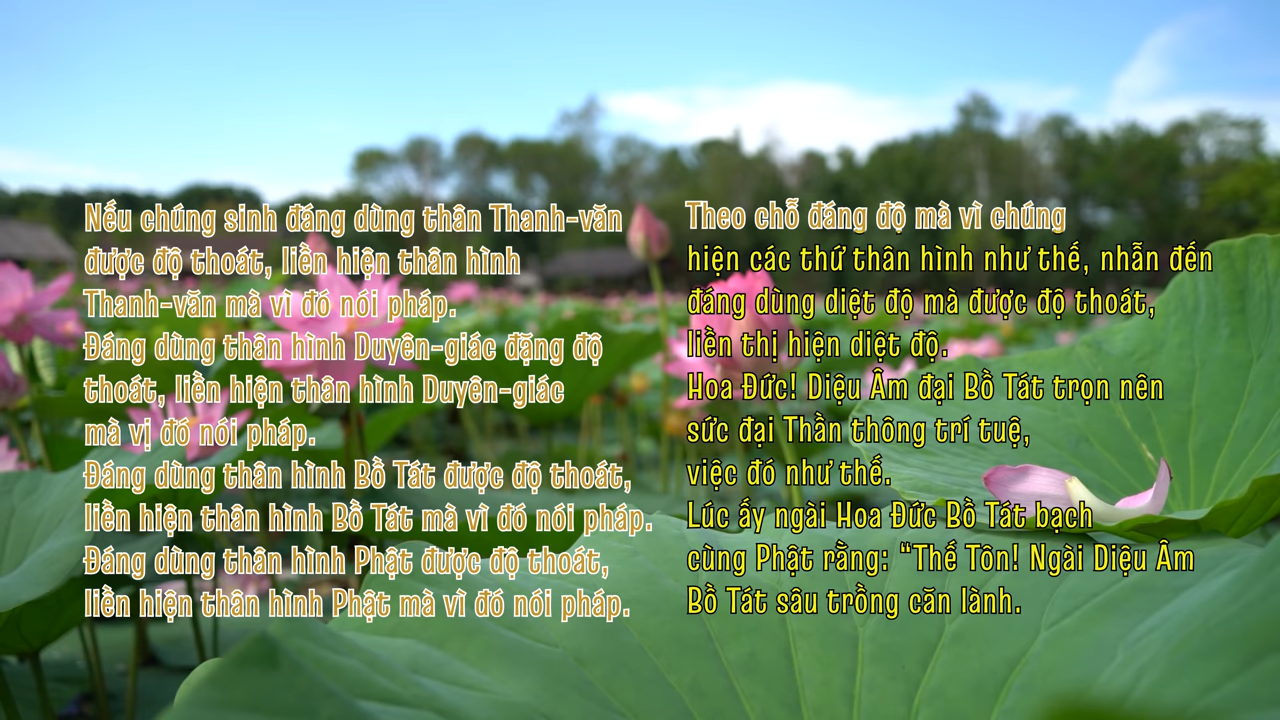 Nếu chúng sinh đáng dùng thân Thanh-văn
được độ thoát, liền hiện thân hình
Thanh-văn mà vì đó nói pháp.
Đáng dùng thân hình Duyên-giác đặng độ
thoát, liền hiện thân hình Duyên-giác
mà vị đó nói pháp.
Đáng dùng thân hình Bồ Tát được độ thoát,
liền hiện thân hình Bồ Tát mà vì đó nói pháp.
Đáng dùng thân hình Phật được độ thoát,
liền hiện thân hình Phật mà vì đó nói pháp.
Theo chỗ đáng độ mà vì chúng
hiện các thứ thân hình như thế, nhẫn đến
đáng dùng diệt độ mà được độ thoát,
liền thị hiện diệt độ.
Hoa Đức! Diệu Âm đại Bồ Tát trọn nên
sức đại Thần thông trí tuệ,
việc đó như thế.
Lúc ấy ngài Hoa Đức Bồ Tát bạch
cùng Phật rằng: “Thế Tôn! Ngài Diệu Âm
Bồ Tát sâu trồng căn lành.